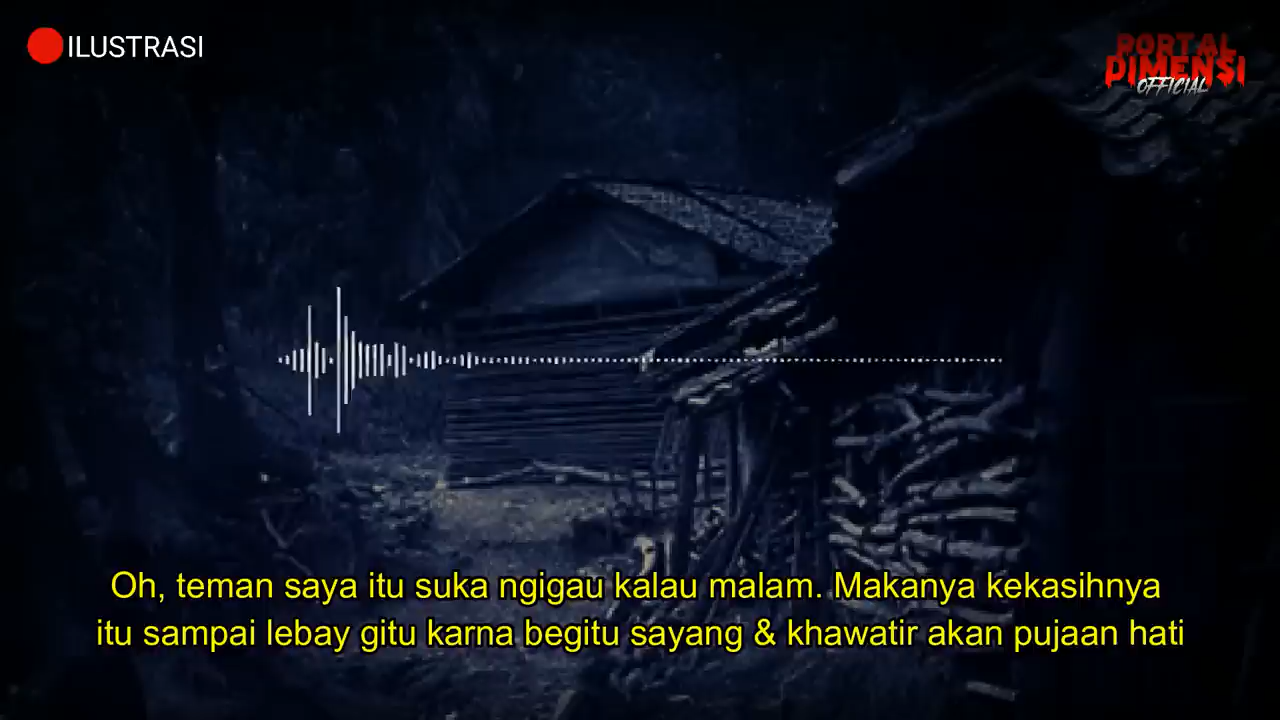 ILUSTRASI
PORTAL
DIMENSI
OFFICIAL
Oh, teman saya itu suka ngigau kalau malam. Makanya kekasihnya
itu sampai lebay gitu karna begitu sayang & khawatir akan pujaan hati